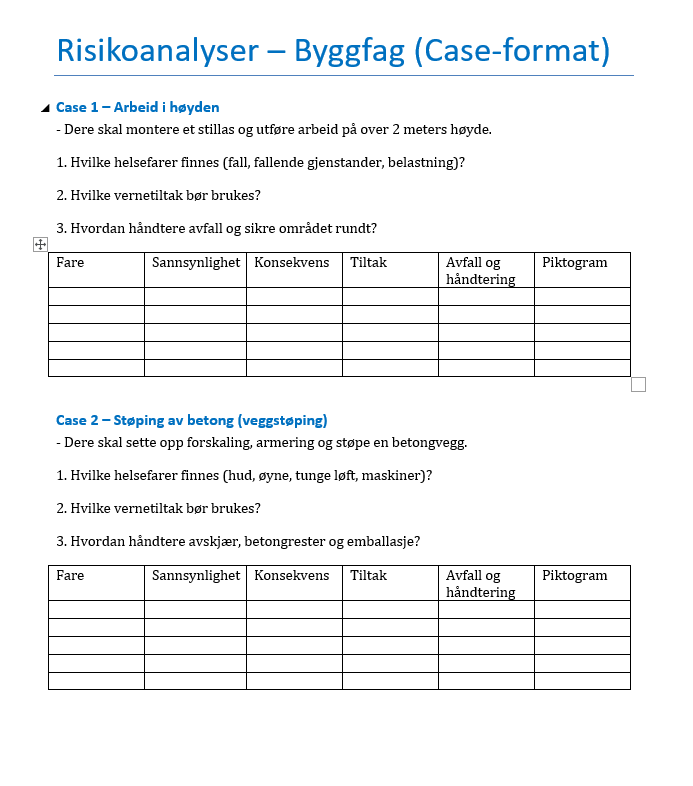 Risikoanalyser – Byggfag (Case-format)
Case 1 – Arbeid i høyden
- Dere skal montere et stillas og utføre arbeid på over 2 meters høyde.
1. Hvilke helsefarer finnes (fall, fallende gjenstander, belastning)?
2. Hvilke vernetiltak bør brukes?
3. Hvordan håndtere avfall og sikre området rundt?
Fare Sannsynlighet Konsekvens Tiltak Avfall og håndtering Piktogram
Case 2 – Støping av betong (veggstøping)
- Dere skal sette opp forskaling, armering og støpe en betongvegg.
1. Hvilke helsefarer finnes (hud, øyne, tunge løft, maskiner)?
2. Hvilke vernetiltak bør brukes?
3. Hvordan håndtere avskjær, betongrester og emballasje?
Fare Sannsynlighet Konsekvens Tiltak Avfall og håndtering Piktogram